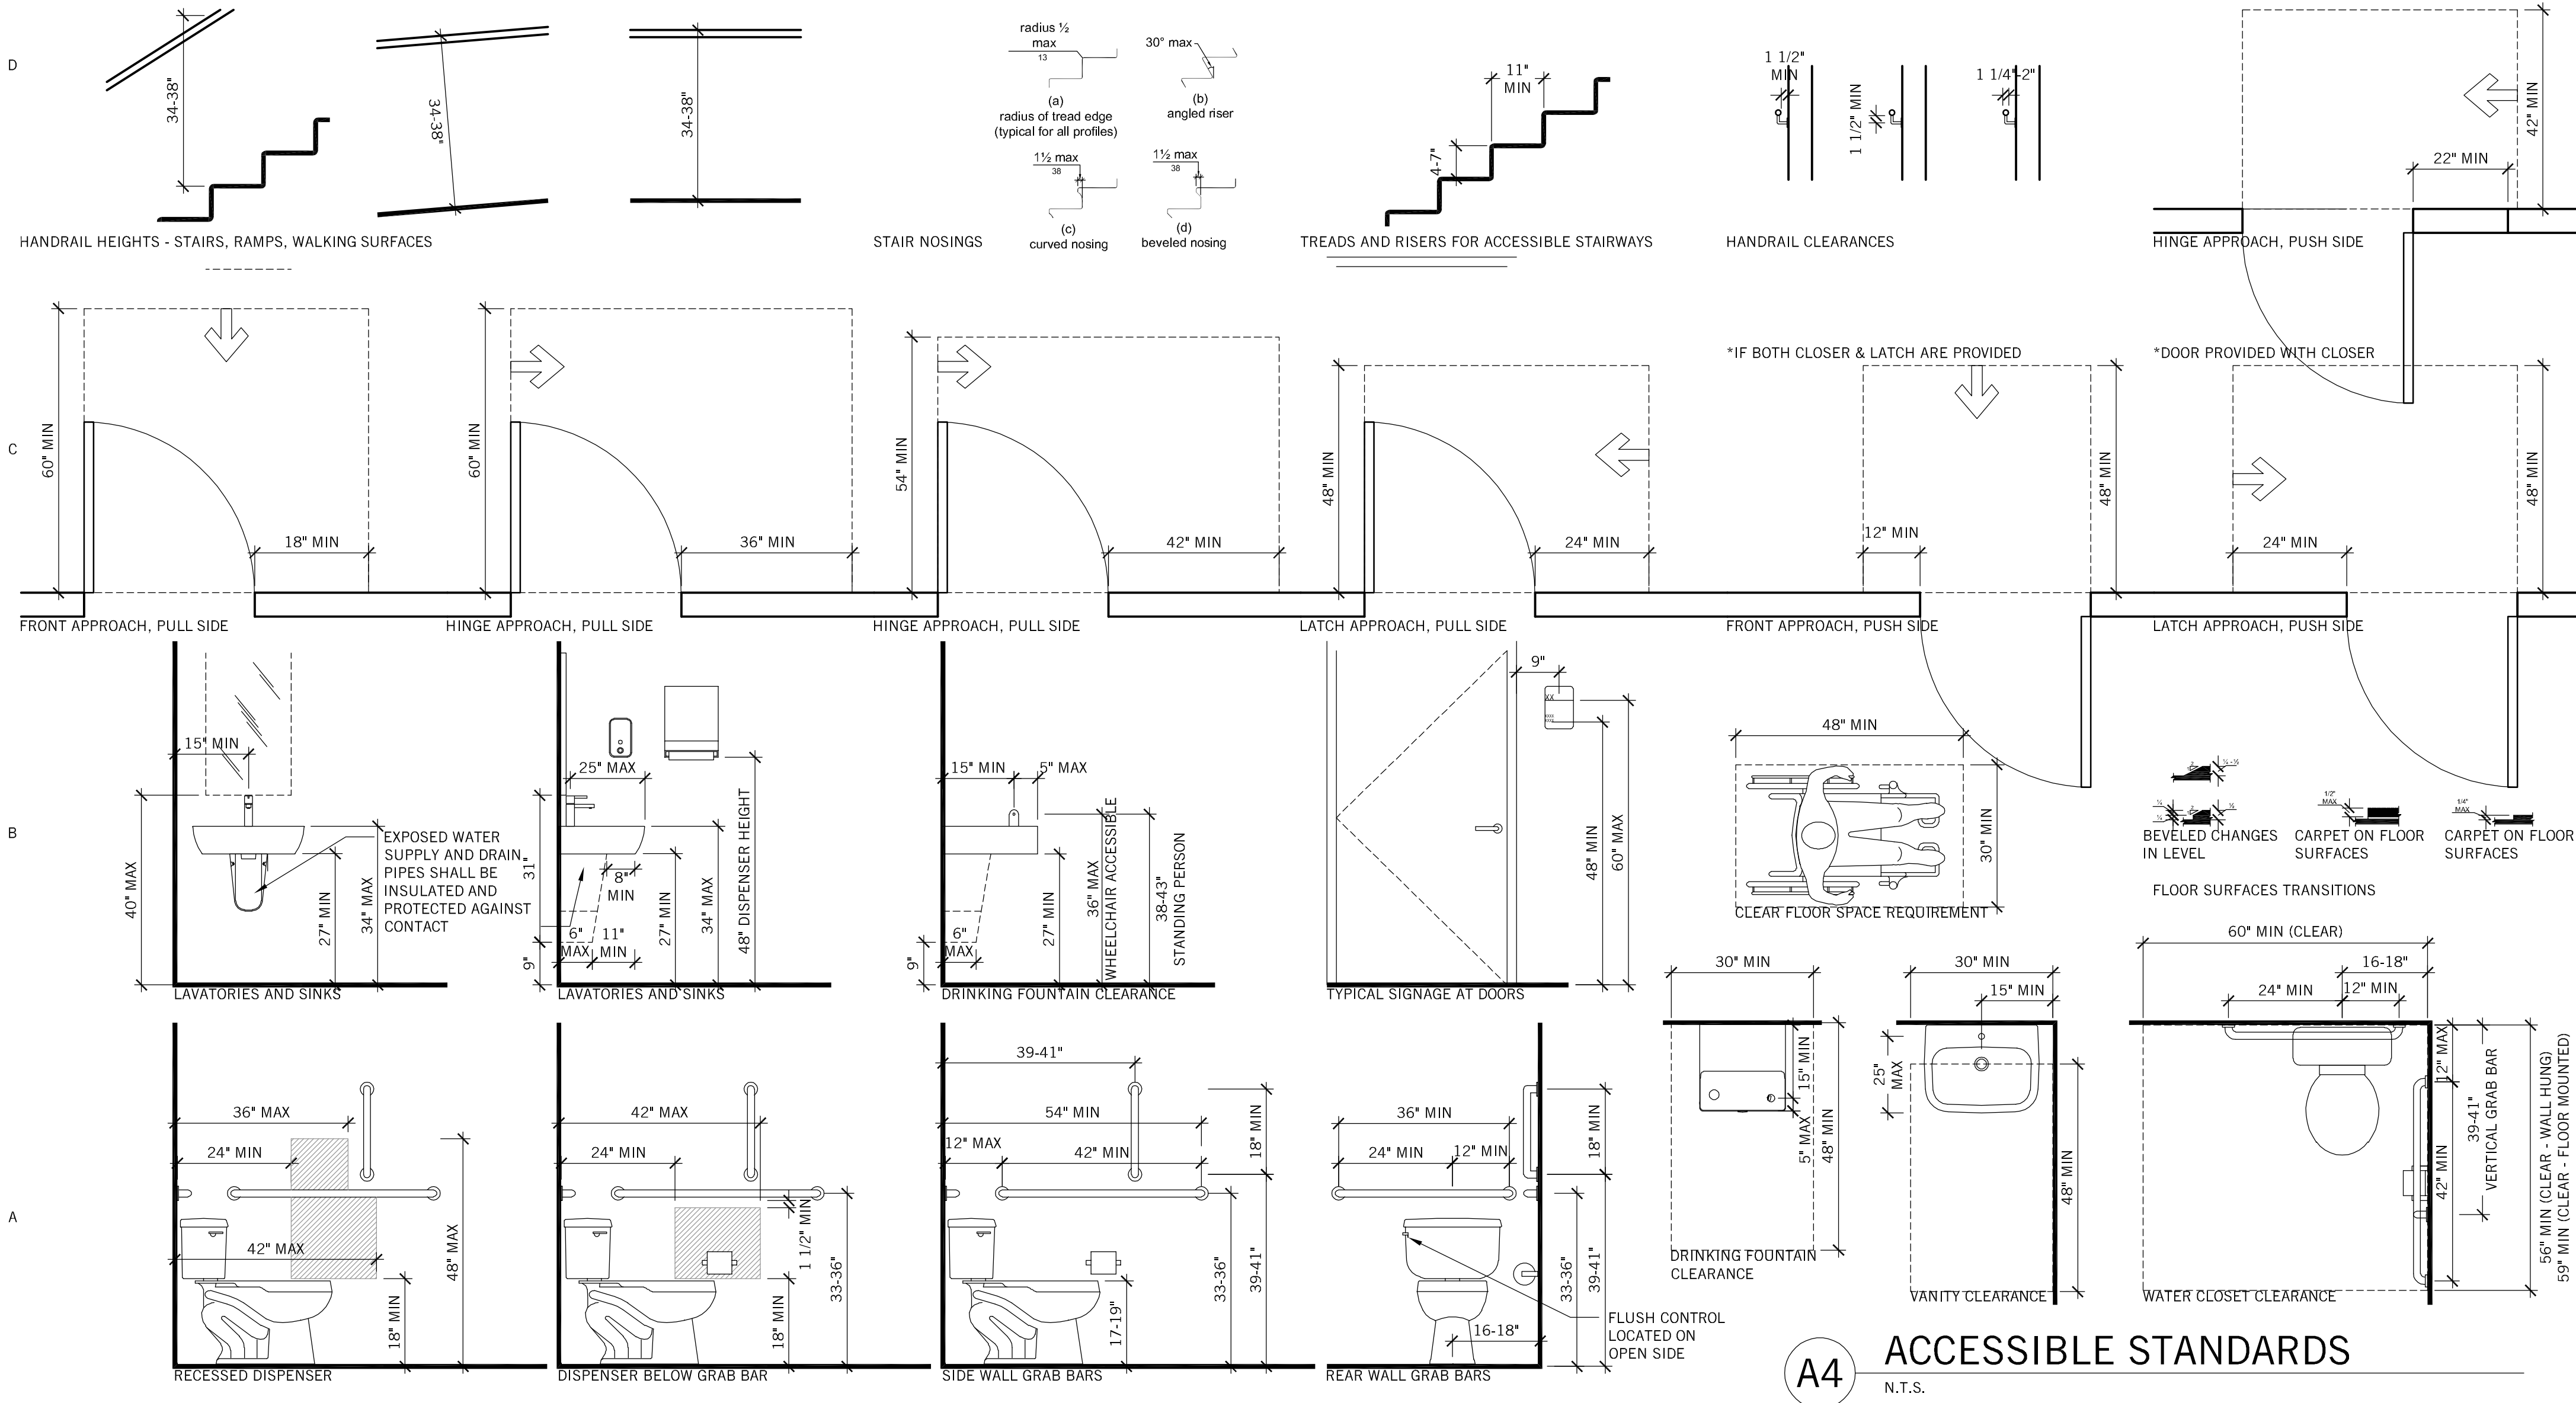 D
34-38"
34-38"
34-38"
HANDRAIL HEIGHTS - STAIRS, RAMPS, WALKING SURFACES
radius ½
max
13
(a)
radius of tread edge
(typical for all profiles)
30° max
(b)
angled riser
1½ max
38
(c)
curved nosing
1½ max
38
(d)
beveled nosing
STAIR NOSINGS
11"
MIN
4-7"
TREADS AND RISERS FOR ACCESSIBLE STAIRWAYS
1 1/2"
MIN
1 1/2" MIN
1 1/4"-2"
HANDRAIL CLEARANCES
42" MIN
22" MIN
HINGE APPROACH, PUSH SIDE
C
60" MIN
18" MIN
FRONT APPROACH, PULL SIDE
60" MIN
36" MIN
HINGE APPROACH, PULL SIDE
54" MIN
42" MIN
HINGE APPROACH, PULL SIDE
48" MIN
24" MIN
LATCH APPROACH, PULL SIDE
*IF BOTH CLOSER & LATCH ARE PROVIDED
12" MIN
48" MIN
FRONT APPROACH, PUSH SIDE
*DOOR PROVIDED WITH CLOSER
24" MIN
48" MIN
LATCH APPROACH, PUSH SIDE
B
15" MIN
40" MAX
27" MIN
34" MAX
EXPOSED WATER
SUPPLY AND DRAIN
PIPES SHALL BE
INSULATED AND
PROTECTED AGAINST
CONTACT
LAVATORIES AND SINKS
25" MAX
31"
9"
8"
MIN
6"
MAX
11"
MIN
27" MIN
34" MAX
48" DISPENSER HEIGHT
LAVATORIES AND SINKS
15" MIN
5" MAX
9"
6"
MAX
27" MIN
36" MAX
WHEELCHAIR ACCESSIBLE
38-43"
STANDING PERSON
DRINKING FOUNTAIN CLEARANCE
9"
XX
48" MIN
60" MAX
TYPICAL SIGNAGE AT DOORS
48" MIN
30" MIN
CLEAR FLOOR SPACE REQUIREMENT
BEVELED CHANGES
IN LEVEL
1/2"
MAX
CARPET ON FLOOR
SURFACES
1/4"
MAX
CARPET ON FLOOR
SURFACES
FLOOR SURFACES TRANSITIONS
A
36" MAX
24" MIN
42" MAX
18" MIN
48" MAX
RECESSED DISPENSER
42" MAX
24" MIN
1 1/2" MIN
18" MIN
33-36"
DISPENSER BELOW GRAB BAR
39-41"
54" MIN
12" MAX
42" MIN
18" MIN
17-19"
33-36"
39-41"
SIDE WALL GRAB BARS
36" MIN
24" MIN
12" MIN
18" MIN
33-36"
39-41"
16-18"
FLUSH CONTROL
LOCATED ON
OPEN SIDE
REAR WALL GRAB BARS
30" MIN
15" MIN
5" MAX
48" MIN
DRINKING FOUNTAIN
CLEARANCE
30" MIN
15" MIN
25"
MAX
48" MIN
VANITY CLEARANCE
60" MIN (CLEAR)
16-18"
24" MIN
12" MIN
12" MAX
42" MIN
39-41"
VERTICAL GRAB BAR
56" MIN (CLEAR - WALL HUNG)
59" MIN (CLEAR - FLOOR MOUNTED)
WATER CLOSET CLEARANCE
A4
ACCESSIBLE STANDARDS
N.T.S.